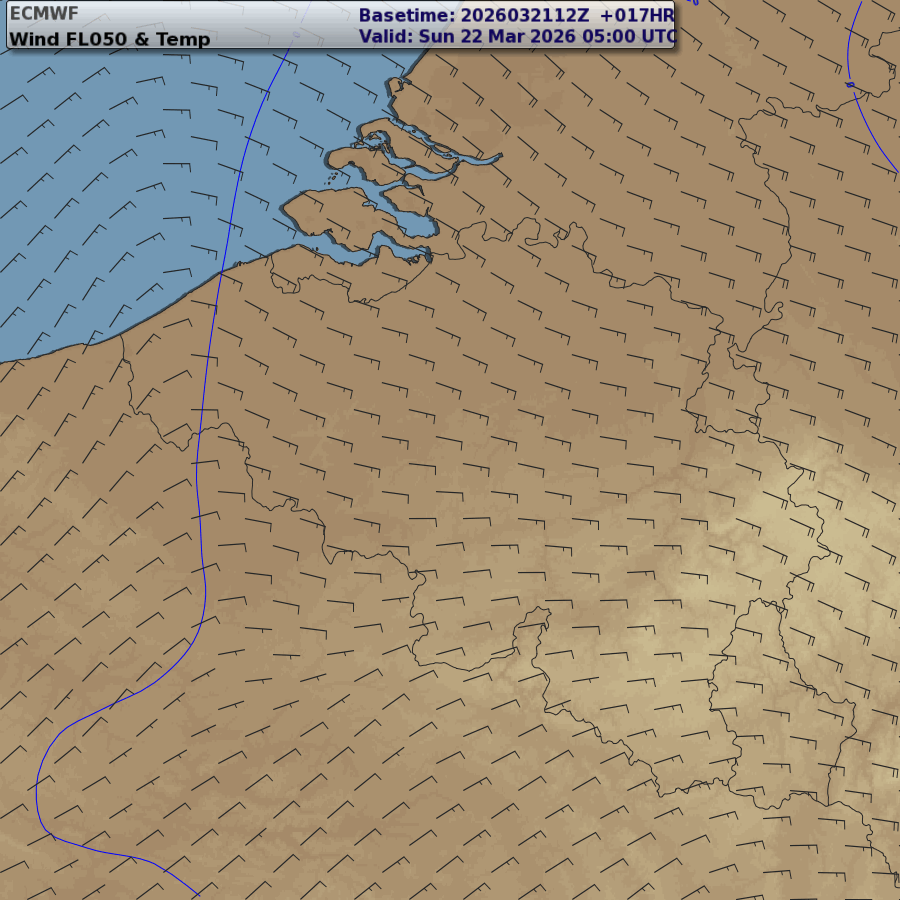 ECMWF
Basetime: 2026032112Z +017HR
Wind FL050 & Temp
Valid: Sun 22 Mar 2026 05:00 UTC